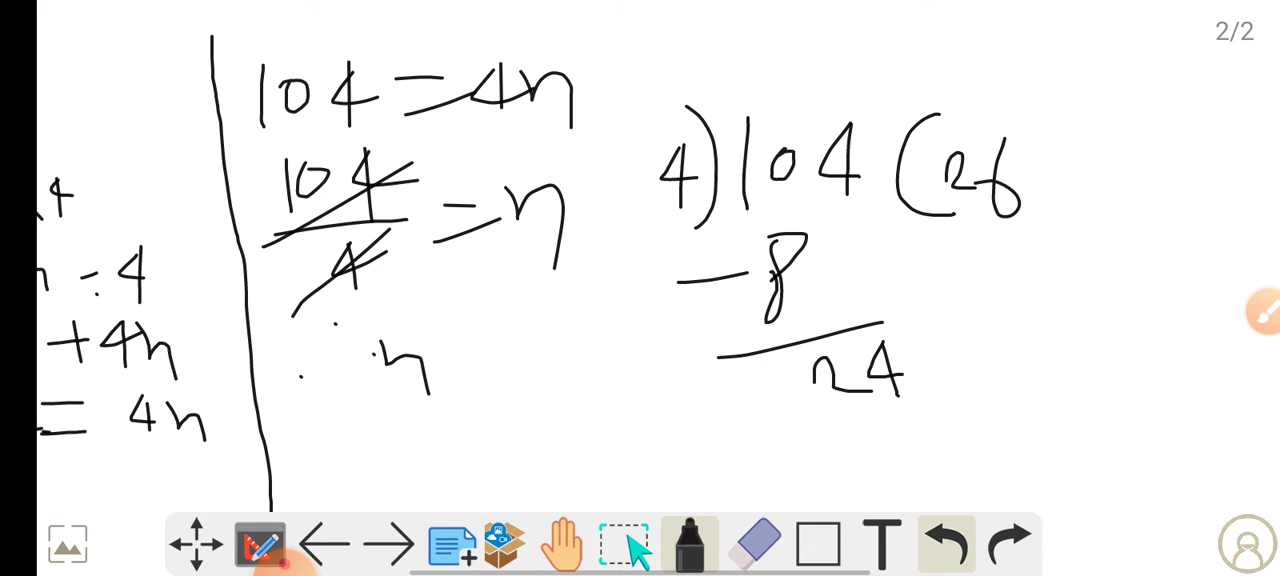 2/2
4
÷ 4
+ 4n
= 4n
104 = 4n
104
4
= n
∴ n
4)104(26
- 8
24
T